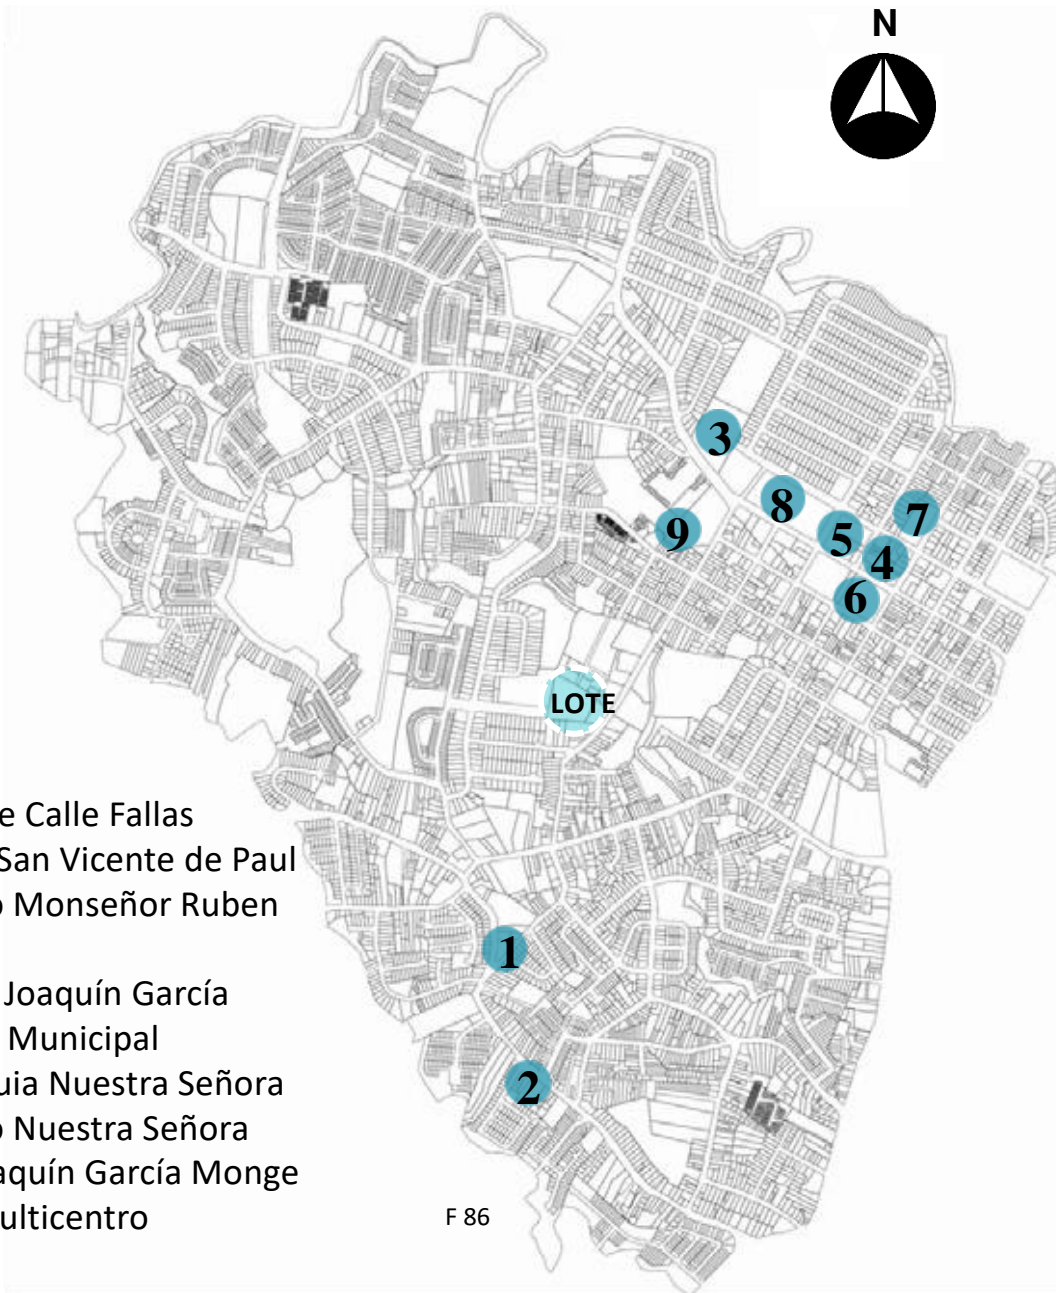 N
3
8
7
5
9
4
6
LOTE
e Calle Fallas
San Vicente de Paul
o Monseñor Ruben
1
Joaquín García
Municipal
uia Nuestra Señora
2
o Nuestra Señora
aquín García Monge
ulticentro
F 86